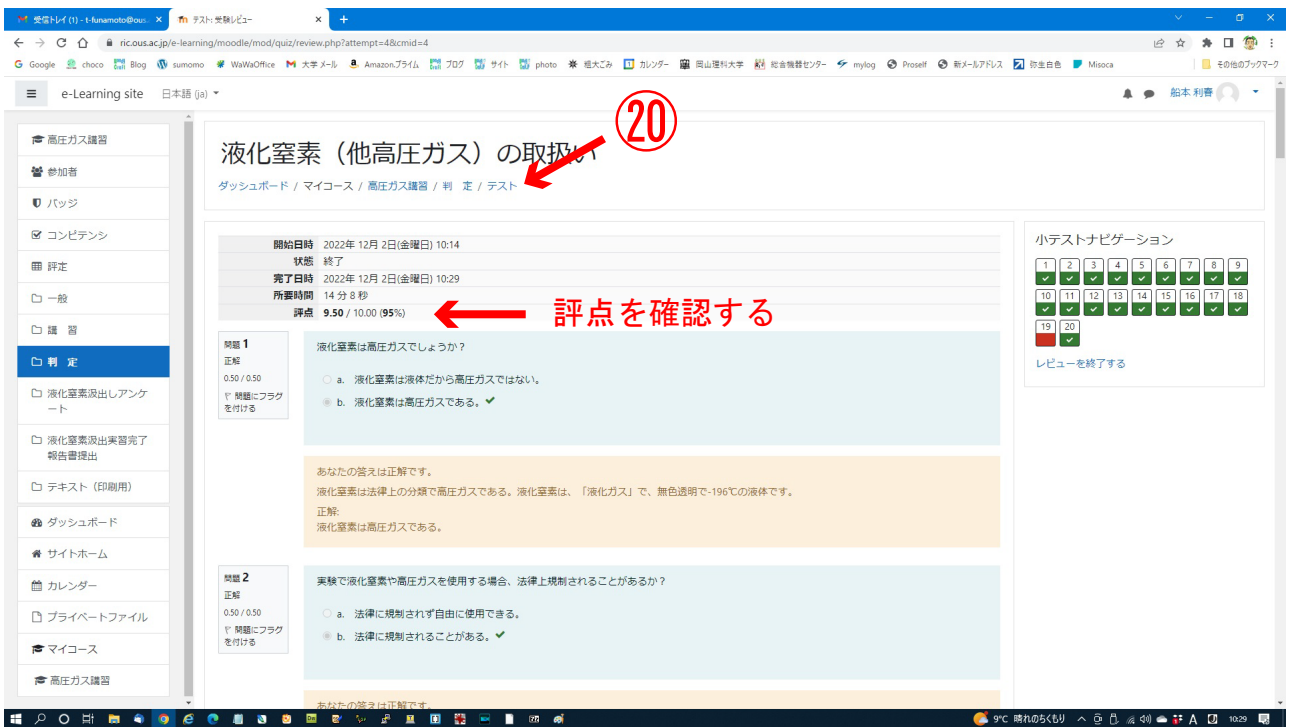 受信トレイ (1) - t-funamoto@ous.
テスト: 受験レビュー
ric.ous.ac.jp/e-learning/moodle/mod/quiz/review.php?attempt=4&cmid=4
Google choco Blog sumomo WaWaOffice 大学メール Amazonプライム ブログ サイト photo 粗大ごみ カレンダー 岡山理科大学 総合機器センター mylog Proself 新メールアドレス 弥生白色 Misoca その他のブックマーク
e-Learning site 日本語 (ja)
船本 利春
高圧ガス講習
参加者
バッジ
コンピテンシ
評定
一般
講 習
判 定
液化窒素汲出しアンケ
ート
液化窒素汲出実習完了
報告書提出
テキスト（印刷用）
ダッシュボード
サイトホーム
カレンダー
プライベートファイル
マイコース
高圧ガス講習
⑳
液化窒素（他高圧ガス）の取扱い
ダッシュボード / マイコース / 高圧ガス講習 / 判 定 / テスト
開始日時 2022年 12月 2日(金曜日) 10:14
状態 終了
完了日時 2022年 12月 2日(金曜日) 10:29
所要時間 14 分 8 秒
評点 9.50 / 10.00 (95%)
評点を確認する
問題 1
正解
0.50 / 0.50
問題にフラグ
を付ける
液化窒素は高圧ガスでしょうか？
a. 液化窒素は液体だから高圧ガスではない。
b. 液化窒素は高圧ガスである。
あなたの答えは正解です。
液化窒素は法律上の分類で高圧ガスである。液化窒素は、「液化ガス」で、無色透明で-196℃の液体です。
正解:
液化窒素は高圧ガスである。
問題 2
正解
0.50 / 0.50
問題にフラグ
を付ける
実験で液化窒素や高圧ガスを使用する場合、法律上規制されることがあるか？
a. 法律に規制されず自由に使用できる。
b. 法律に規制されることがある。
あなたの答えは正解です。
小テストナビゲーション
1 2 3 4 5 6 7 8 9
10 11 12 13 14 15 16 17 18
19 20
レビューを終了する
9°C 晴れのちくもり
A
10:29